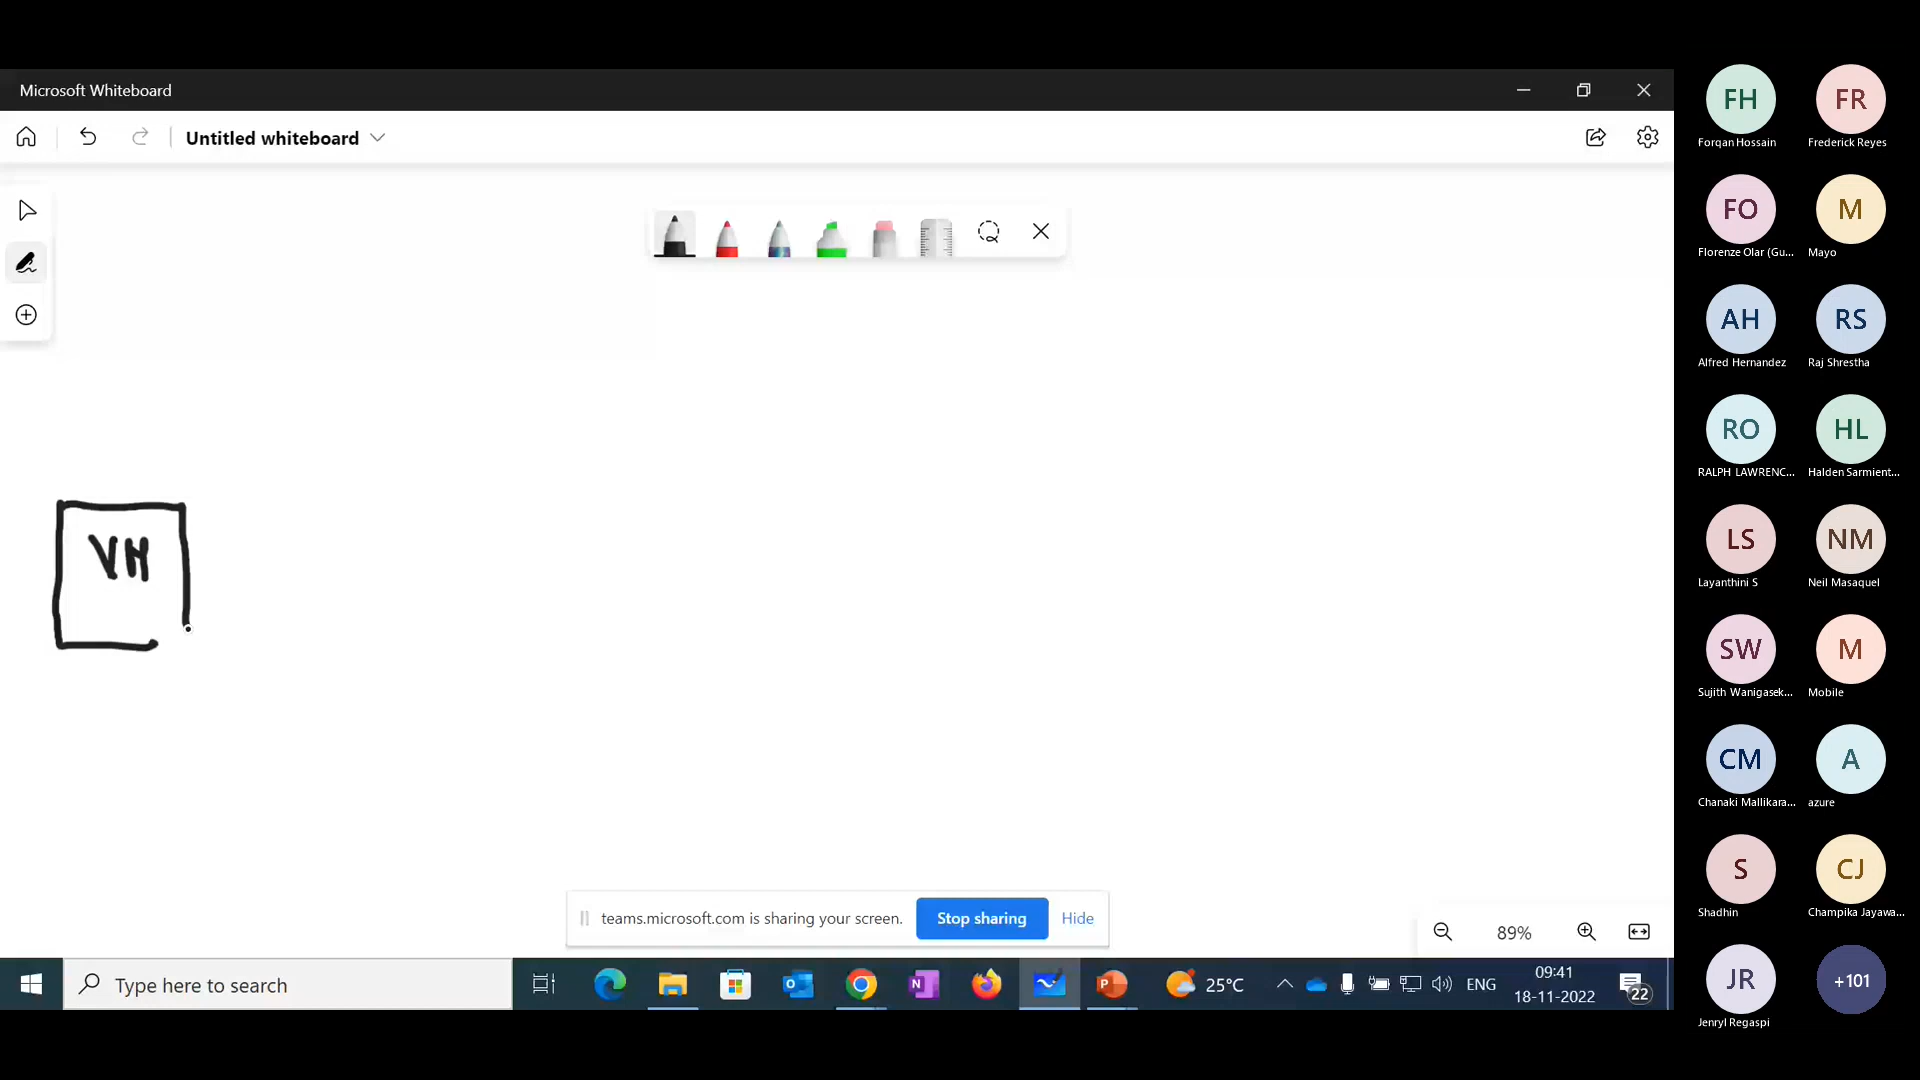 Microsoft Whiteboard
Untitled whiteboard
VM
teams.microsoft.com is sharing your screen.
Stop sharing
Hide
89%
Type here to search
25°C
ENG
09:41
18-11-2022
22
FH
Forqan Hossain
FR
Frederick Reyes
FO
Florenze Olar (Gu...
M
Mayo
AH
Alfred Hernandez
RS
Raj Shrestha
RO
RALPH LAWRENC...
HL
Halden Sarmient...
LS
Layanthini S
NM
Neil Masaquel
SW
Sujith Wanigasek...
M
Mobile
CM
Chanaki Mallikara...
A
azure
S
Shadhin
CJ
Champika Jayawa...
JR
Jenryl Regaspi
+101